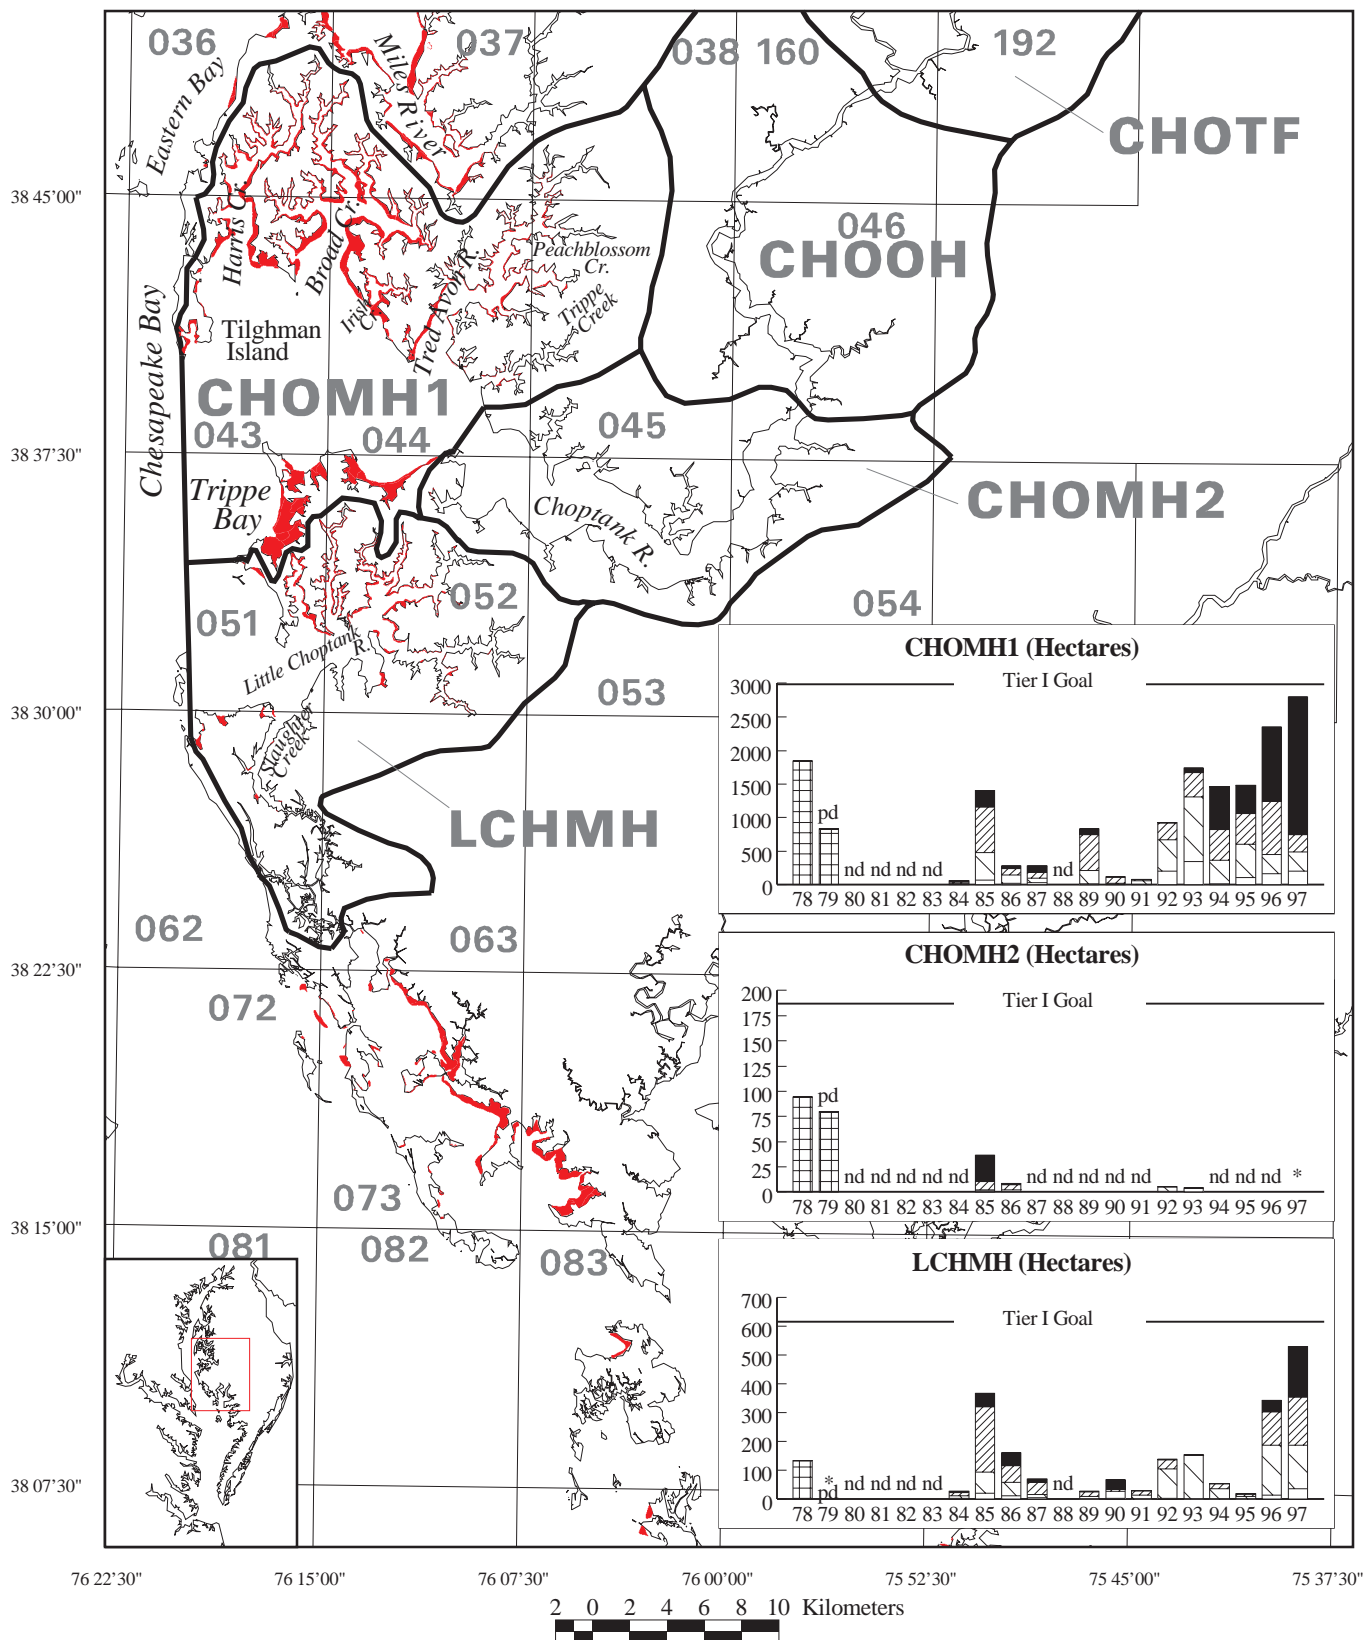 036
037
038
160
192
Eastern Bay
Miles River
CHOTF
38 45'00"
Harris Cr.
Broad Cr.
Irish Cr.
Tred Avon R.
Peachblossom
Cr.
Trippe
Creek
046
CHOOH
Chesapeake Bay
Tilghman
Island
CHOMH1
043
044
045
38 37'30"
Trippe
Bay
Choptank R.
CHOMH2
051
052
054
Little Choptank
R.
053
38 30'00"
Slaughter
Creek
LCHMH
062
063
38 22'30"
072
073
38 15'00"
081
082
083
38 07'30"
CHOMH1 (Hectares)
Tier I Goal
3000
2500
2000
1500
1000
500
0
pd
nd nd nd nd
nd
78 79 80 81 82 83 84 85 86 87 88 89 90 91 92 93 94 95 96 97
CHOMH2 (Hectares)
Tier I Goal
200
175
150
125
100
75
50
25
0
pd
nd nd nd nd nd
nd nd nd nd nd
nd nd nd *
78 79 80 81 82 83 84 85 86 87 88 89 90 91 92 93 94 95 96 97
LCHMH (Hectares)
Tier I Goal
700
600
500
400
300
200
100
0
*
pd
nd nd nd nd
nd
78 79 80 81 82 83 84 85 86 87 88 89 90 91 92 93 94 95 96 97
76 22'30"
76 15'00"
76 07'30"
76 00'00"
75 52'30"
75 45'00"
75 37'30"
2 0 2 4 6 8 10 Kilometers